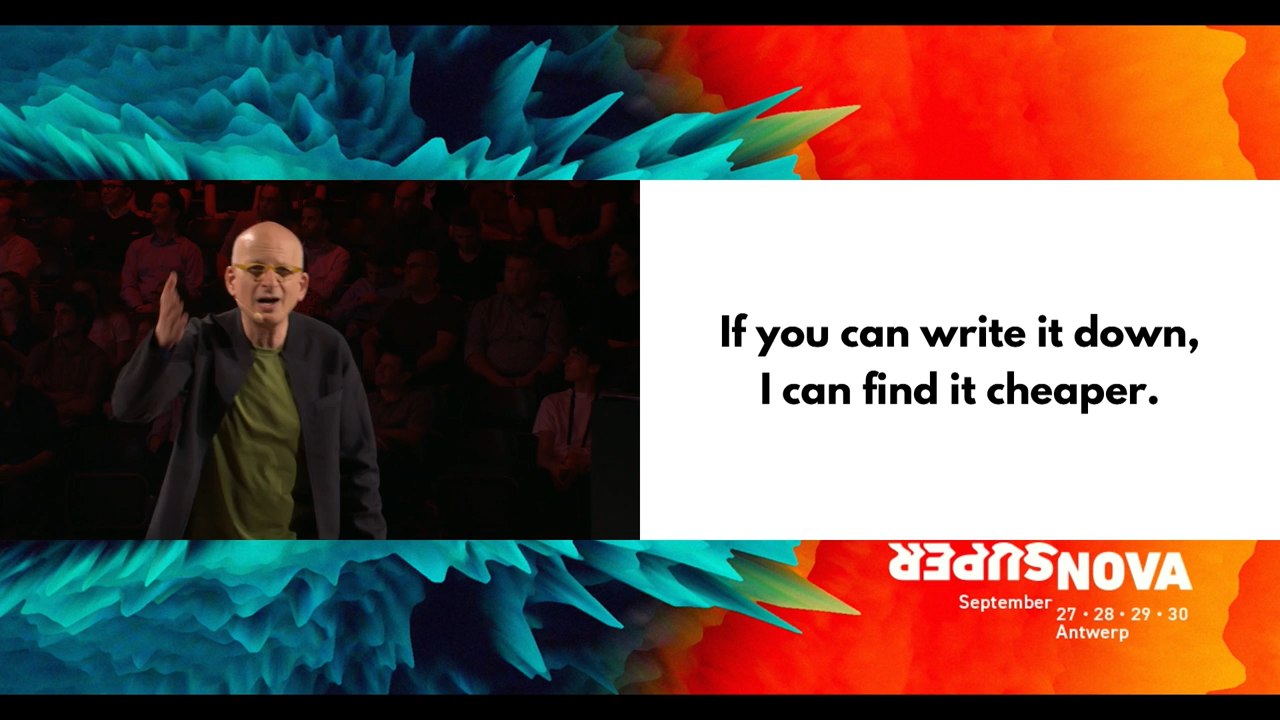 If you can write it down,
I can find it cheaper.
SUPERNOVA
September
27 • 28 • 29 • 30
Antwerp